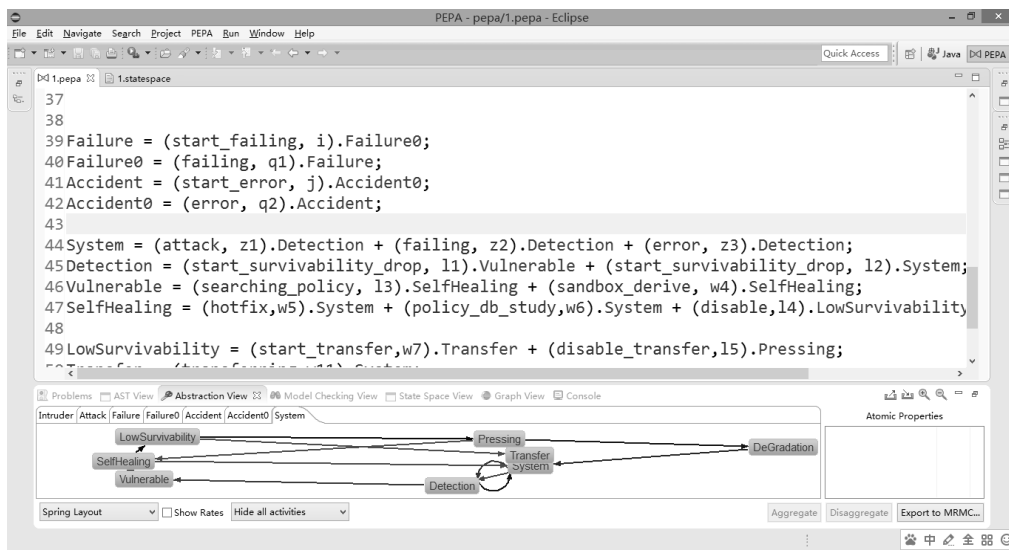 PEPA - pepa/1.pepa - Eclipse
File Edit Navigate Search Project PEPA Run Window Help
Quick Access Java PEPA
1.pepa 1.statespace
37
38
39 Failure = (start_failing, i).Failure0;
40 Failure0 = (failing, q1).Failure;
41 Accident = (start_error, j).Accident0;
42 Accident0 = (error, q2).Accident;
43
44 System = (attack, z1).Detection + (failing, z2).Detection + (error, z3).Detection;
45 Detection = (start_survivability_drop, l1).Vulnerable + (start_survivability_drop, l2).System;
46 Vulnerable = (searching_policy, l3).SelfHealing + (sandbox_derive, w4).SelfHealing;
47 SelfHealing = (hotfix,w5).System + (policy_db_study,w6).System + (disable,l4).LowSurvivability
48
49 LowSurvivability = (start_transfer,w7).Transfer + (disable_transfer,l5).Pressing;
Problems AST View Abstraction View Model Checking View State Space View Graph View Console
Intruder Attack Failure Failure0 Accident Accident0 System
Atomic Properties
LowSurvivability
Pressing
DeGradation
Transfer
SelfHealing
System
Vulnerable
Detection
Spring Layout Show Rates Hide all activities Aggregate Disaggregate Export to MRMC...
中 全